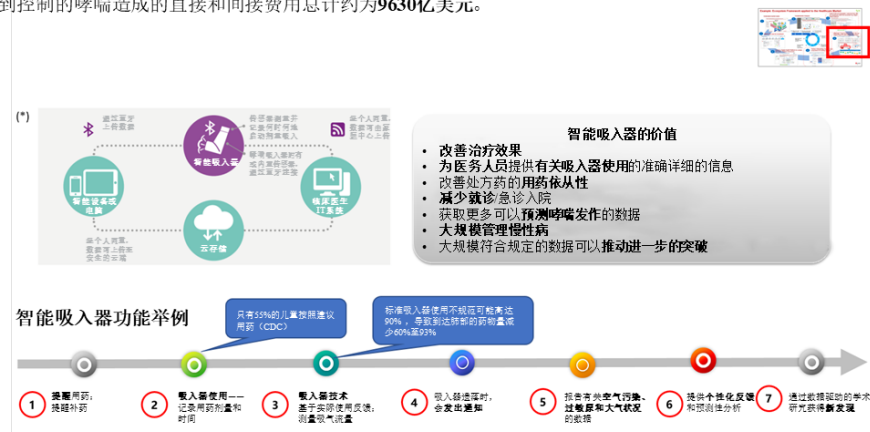 到控制的哮喘造成的直接和间接费用总计约为9630亿美元。
(*)
通过蓝牙
上传数据
智能吸入器
智能设备或
电脑
临床医生
IT系统
云存储
智能吸入器的价值
• 改善治疗效果
• 为医务人员提供有关吸入器使用的准确详细的信息
• 改善处方药的用药依从性
• 减少就诊/急诊入院
• 获取更多可以预测哮喘发作的数据
• 大规模管理慢性病
• 大规模符合规定的数据可以推动进一步的突破
智能吸入器功能举例
只有55%的儿童按照建议
用药（CDC）
标准吸入器使用不规范可能高达
90%，导致到达肺部的药物量减
少60%至93%
1
提醒用药；
提醒补药
2
吸入器使用——
记录用药剂量和
时间
3
吸入器技术
基于实际使用反馈；
测量吸气流量
4
吸入器遗落时，
会发出通知
5
报告有关空气污染、
过敏原和大气状况
的数据
6
提供个性化反馈
和预测性分析
7
通过数据驱动的学术
研究获得新发现